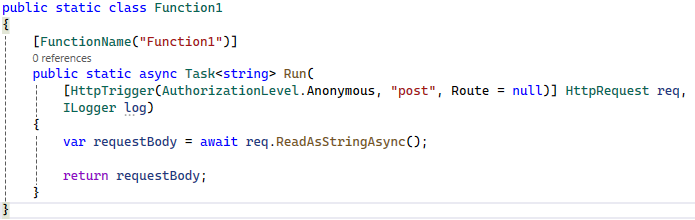 public static class Function1
{
[FunctionName("Function1")]
0 references
public static async Task<string> Run(
[HttpTrigger(AuthorizationLevel.Anonymous, "post", Route = null)] HttpRequest req,
ILogger log)
{
var requestBody = await req.ReadAsStringAsync();
return requestBody;
}
}